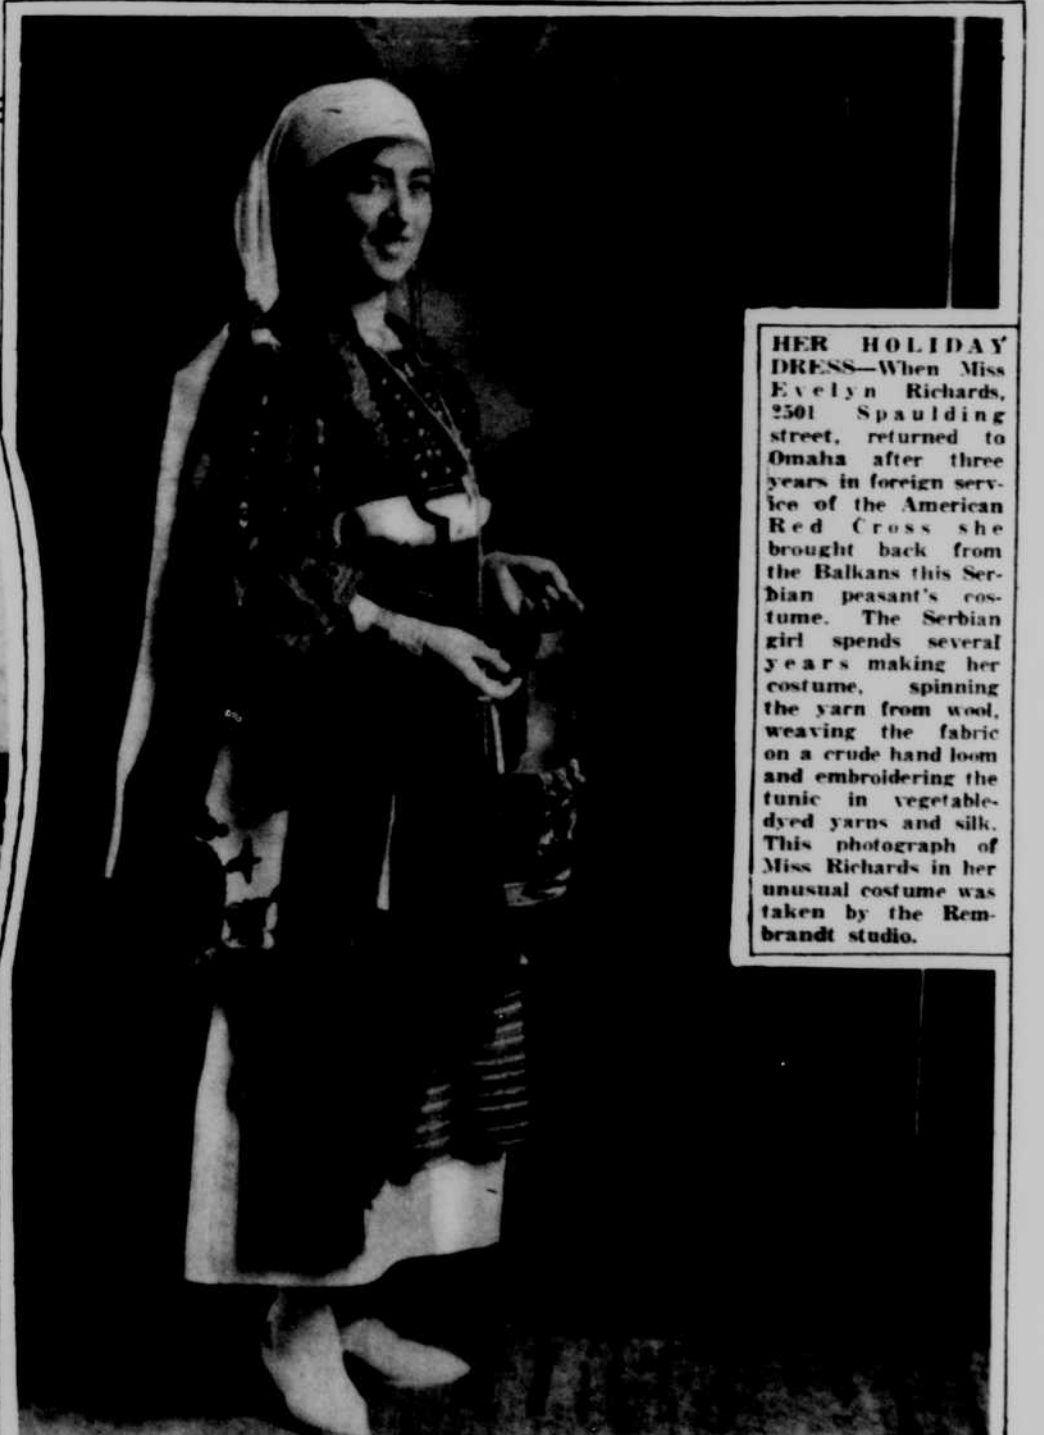 HER HOLIDAY
DRESS—When Miss
Evelyn Richards,
2501 Spaulding
street, returned to
Omaha after three
years in foreign serv-
ice of the American
Red Cross she
brought back from
the Balkans this Ser-
bian peasant's cos-
tume. The Serbian
girl spends several
years making her
costume, spinning
the yarn from wool,
weaving the fabric
on a crude hand loom
and embroidering the
tunic in vegetable-
dyed yarns and silk.
This photograph of
Miss Richards in her
unusual costume was
taken by the Rem-
brandt studio.